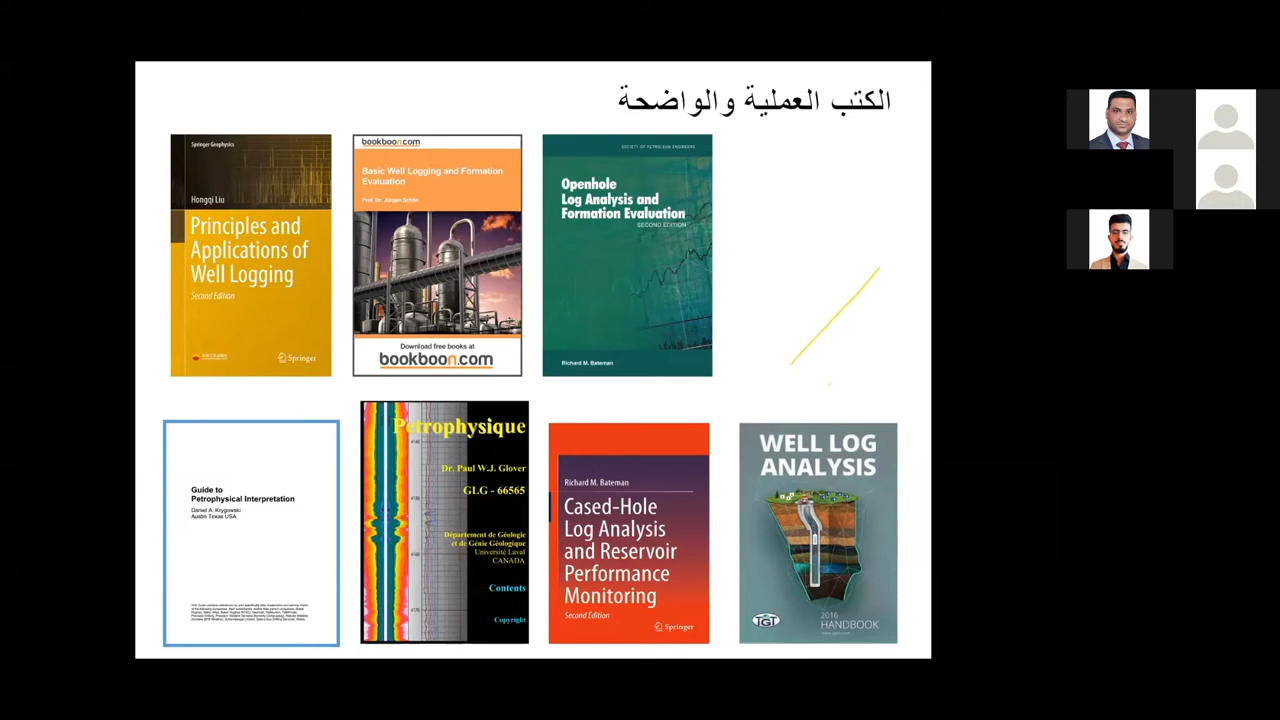 الكتب العملية والواضحة
Springer Geophysics
Hongqi Liu
Principles and
Applications of
Well Logging
Second Edition
Springer
bookboon.com
Basic Well Logging and Formation
Evaluation
Prof. Dr. Jürgen Schön
Download free books at
bookboon.com
SOCIETY OF PETROLEUM ENGINEERS
Openhole
Log Analysis and
Formation Evaluation
SECOND EDITION
Richard M. Bateman
Guide to
Petrophysical Interpretation
Daniel A. Krygowski
Austin Texas USA
Petrophysique
4140
Dr. Paul W.J. Glover
GLG - 66565
Département de Géologie
et de Génie Géologique
Université Laval
CANADA
Contents
Copyright
Richard M. Bateman
Cased-Hole
Log Analysis
and Reservoir
Performance
Monitoring
Second Edition
Springer
WELL LOG
ANALYSIS
TGT
2016
HANDBOOK